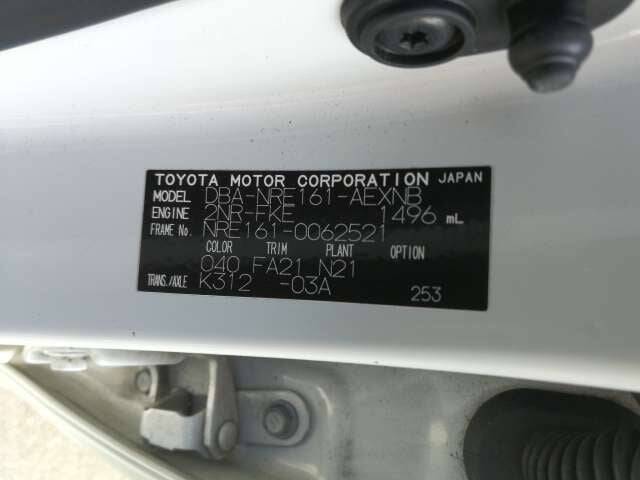 TOYOTA MOTOR CORPORATION JAPAN
MODEL DBA-NRE161-AEXNB
ENGINE 2NR-FKE 1496 mL
FRAME No. NRE161-0062521
COLOR TRIM PLANT OPTION
040 FA21 N21
TRANS./AXLE K312 -03A 253